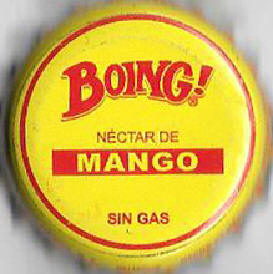 BOING!®
NÉCTAR DE
MANGO
SIN GAS